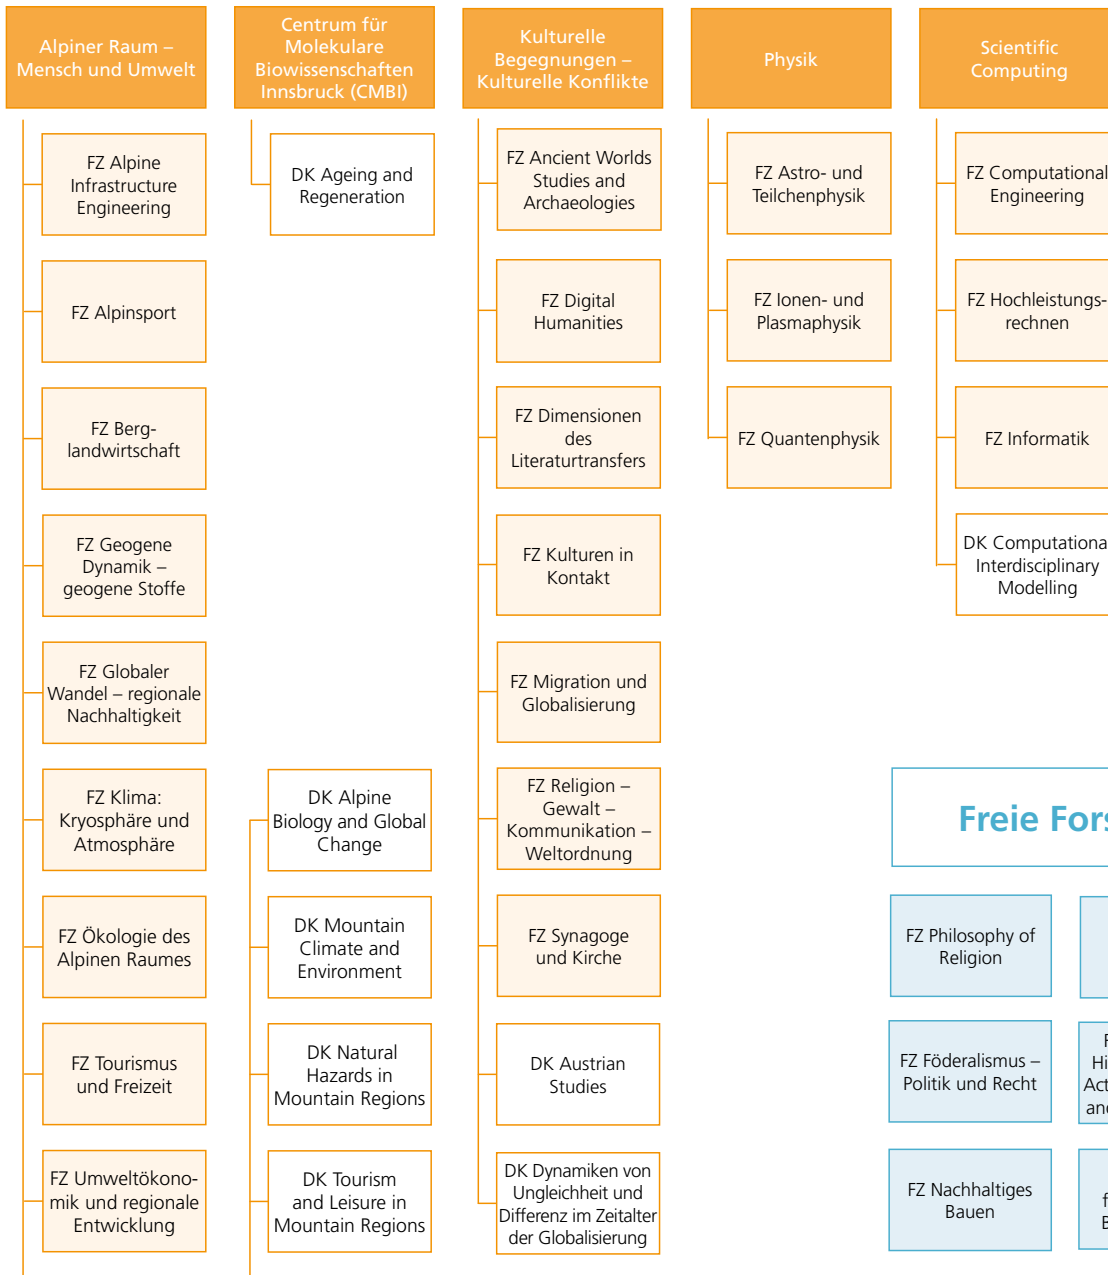 Alpiner Raum –
Mensch und Umwelt
Centrum für
Molekulare
Biowissenschaften
Innsbruck (CMBI)
Kulturelle
Begegnungen –
Kulturelle Konflikte
Physik
Scientific
Computing
FZ Alpine
Infrastructure
Engineering
FZ Alpinsport
FZ Berg-
landwirtschaft
FZ Geogene
Dynamik –
geogene Stoffe
FZ Globaler
Wandel – regionale
Nachhaltigkeit
FZ Klima:
Kryosphäre und
Atmosphäre
FZ Ökologie des
Alpinen Raumes
FZ Tourismus
und Freizeit
FZ Umweltökono-
mik und regionale
Entwicklung
DK Ageing and
Regeneration
DK Alpine
Biology and Global
Change
DK Mountain
Climate and
Environment
DK Natural
Hazards in
Mountain Regions
DK Tourism
and Leisure in
Mountain Regions
FZ Ancient Worlds
Studies and
Archaeologies
FZ Digital
Humanities
FZ Dimensionen
des
Literaturtransfers
FZ Kulturen in
Kontakt
FZ Migration und
Globalisierung
FZ Religion –
Gewalt –
Kommunikation –
Weltordnung
FZ Synagoge
und Kirche
DK Austrian
Studies
DK Dynamiken von
Ungleichheit und
Differenz im Zeitalter
der Globalisierung
FZ Astro- und
Teilchenphysik
FZ Ionen- und
Plasmaphysik
FZ Quantenphysik
FZ Computational
Engineering
FZ Hochleistungs-
rechnen
FZ Informatik
DK Computationa
Interdisciplinary
Modelling
Freie Fors
FZ Philosophy of
Religion
FZ Föderalismus –
Politik und Recht
Hi
Act
and
FZ Nachhaltiges
Bauen